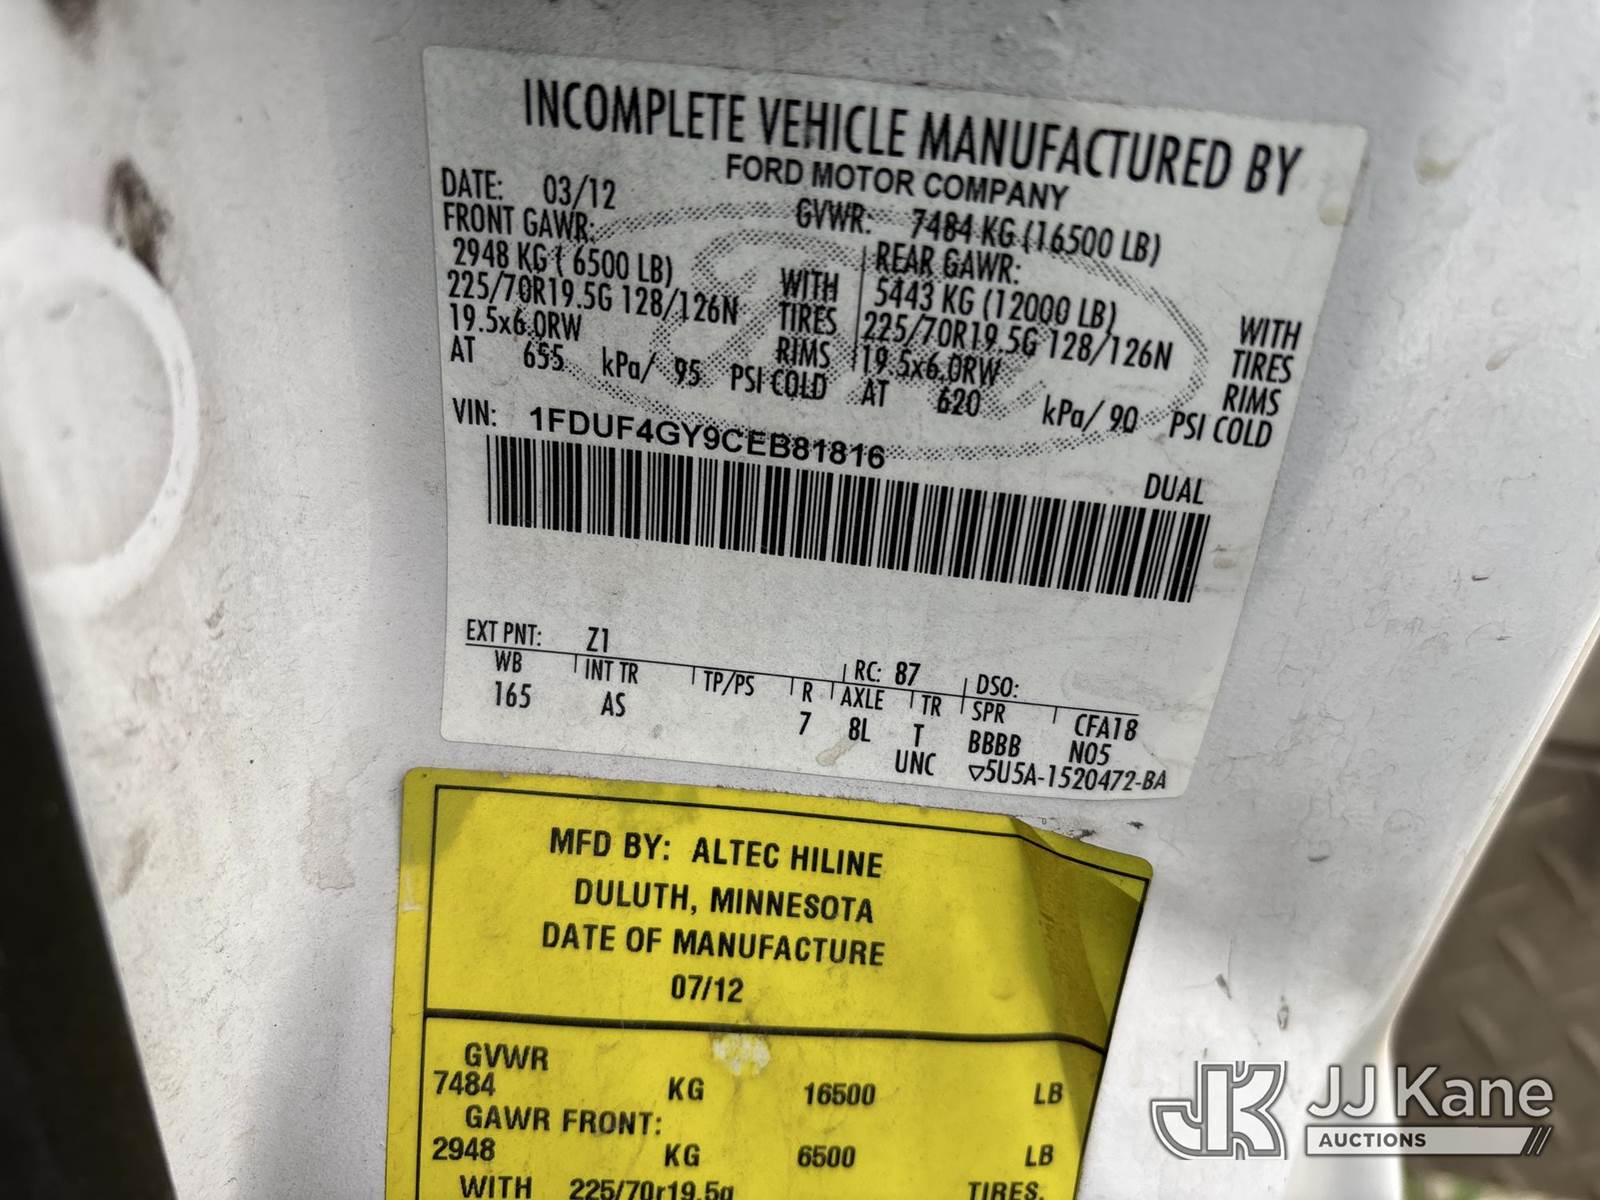 INCOMPLETE VEHICLE MANUFACTURED BY
FORD MOTOR COMPANY
DATE: 03/12 GVWR: 7484 KG (16500 LB)
FRONT GAWR: REAR GAWR:
2948 KG ( 6500 LB) WITH 5443 KG (12000 LB) WITH
225/70R19.5G 128/126N TIRES 225/70R19.5G 128/126N TIRES
19.5x6.0RW RIMS 19.5x6.0RW RIMS
AT 655 kPa/ 95 PSI COLD AT 620 kPa/ 90 PSI COLD
VIN: 1FDUF4GY9CEB81816
DUAL
EXT PNT: Z1 RC: 87 DSO:
WB INT TR TP/PS R AXLE TR SPR CFA18
165 AS 7 8L T BBBB N05
UNC ▽5U5A-1520472-BA
MFD BY: ALTEC HILINE
DULUTH, MINNESOTA
DATE OF MANUFACTURE
07/12
GVWR
7484 KG 16500 LB
GAWR FRONT:
2948 KG 6500 LB
WITH 225/70r19.5g TIRES.
JK JJ Kane
AUCTIONS